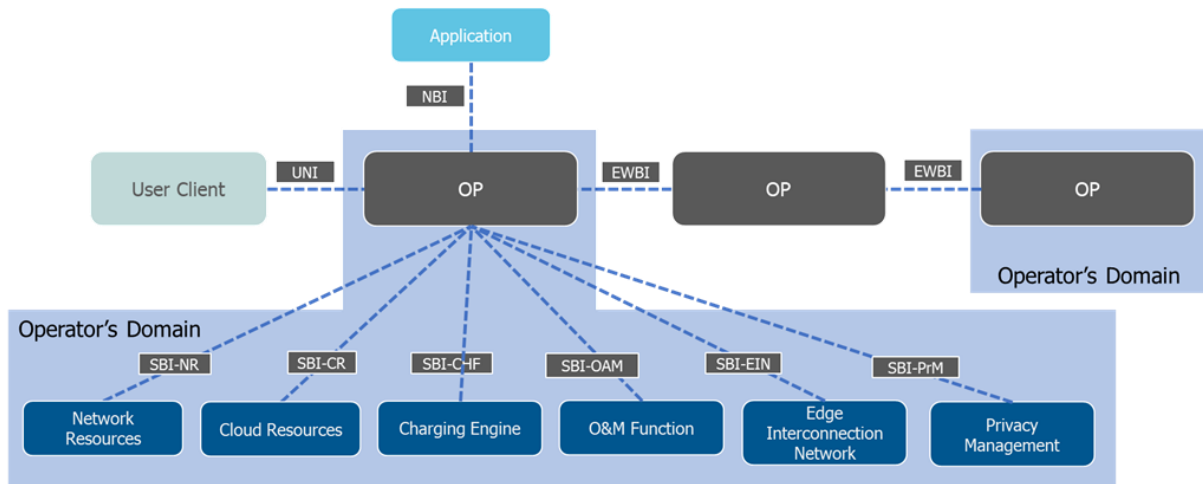 Application
NBI
UNI
EWBI
EWBI
User Client
OP
OP
OP
Operator's Domain
Operator's Domain
SBI-NR
SBI-CR
SBI-CHF
SBI-OAM
SBI-EIN
SBI-PrM
Network
Resources
Cloud Resources
Charging Engine
O&M Function
Edge
Interconnection
Network
Privacy
Management